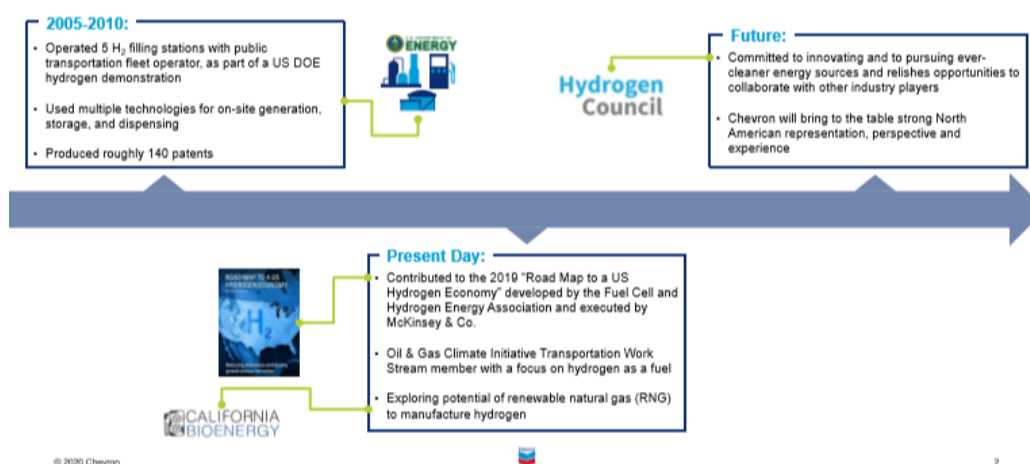 2005-2010:
• Operated 5 H₂ filling stations with public
transportation fleet operator, as part of a US DOE
hydrogen demonstration
• Used multiple technologies for on-site generation,
storage, and dispensing
• Produced roughly 140 patents
U.S. DEPARTMENT OF
ENERGY
Hydrogen
Council
Future:
• Committed to innovating and to pursuing ever-
cleaner energy sources and relishes opportunities to
collaborate with other industry players
• Chevron will bring to the table strong North
American representation, perspective and
experience
ROAD MAP TO A US
HYDROGEN ECONOMY
H₂
CALIFORNIA
BIOENERGY
Present Day:
• Contributed to the 2019 "Road Map to a US
Hydrogen Economy" developed by the Fuel Cell and
Hydrogen Energy Association and executed by
McKinsey & Co.
• Oil & Gas Climate Initiative Transportation Work
Stream member with a focus on hydrogen as a fuel
• Exploring potential of renewable natural gas (RNG)
to manufacture hydrogen
© 2020 Chevron
2